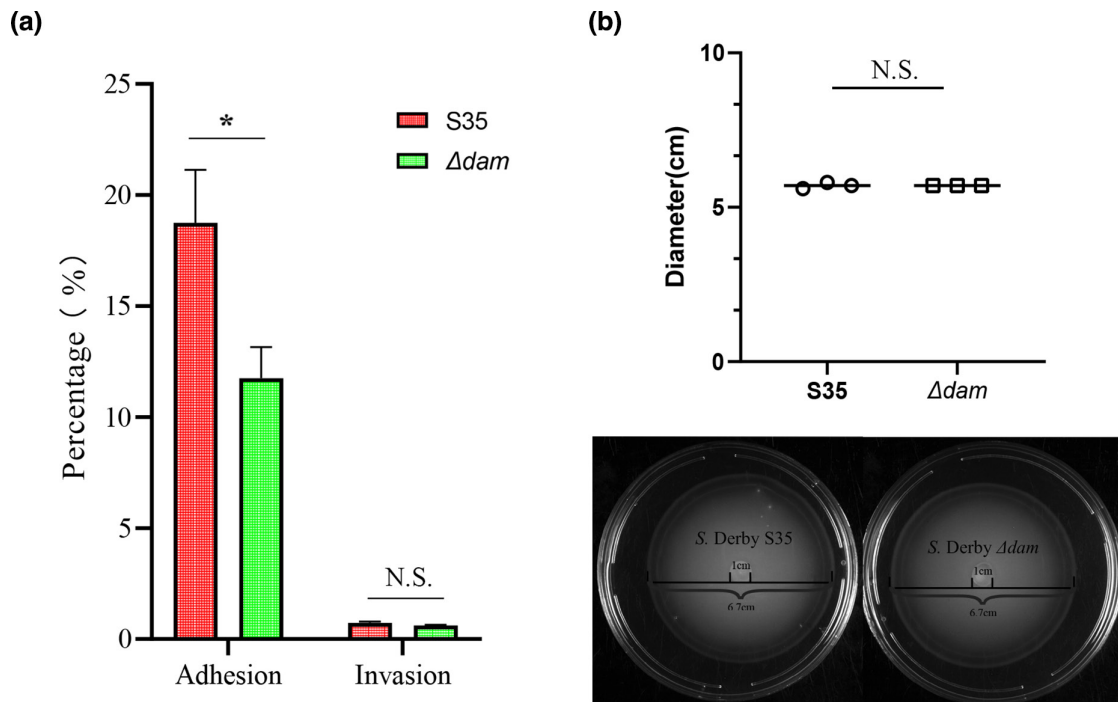 (a)
25
20
15
10
5
0
Percentage ( %)
*
S35
Δdam
N.S.
Adhesion
Invasion
(b)
10
5
0
Diameter(cm)
N.S.
S35
Δdam
S. Derby S35
1cm
6.7cm
S. Derby Δdam
1cm
6.7cm